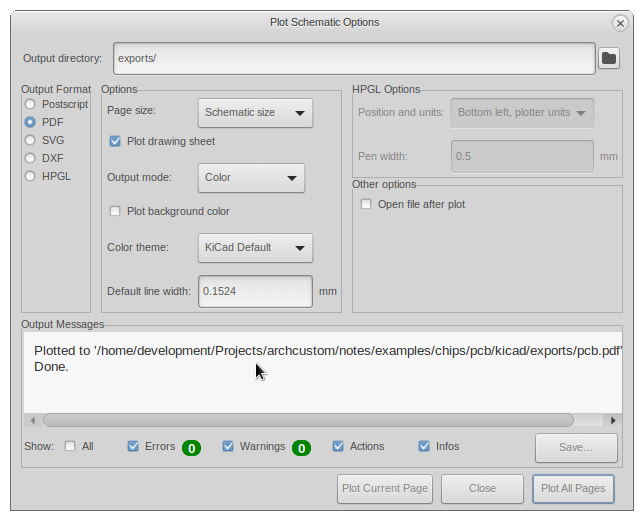 Plot Schematic Options
Output directory: exports/
Output Format
Postscript
PDF
SVG
DXF
HPGL
Options
Page size: Schematic size
Plot drawing sheet
Output mode: Color
Plot background color
Color theme: KiCad Default
Default line width: 0.1524 mm
HPGL Options
Position and units: Bottom left, plotter units
Pen width: 0.5 mm
Other options
Open file after plot
Output Messages
Plotted to '/home/development/Projects/archcustom/notes/examples/chips/pcb/kicad/exports/pcb.pdf'
Done.
Show: All Errors 0 Warnings 0 Actions Infos Save...
Plot Current Page Close Plot All Pages